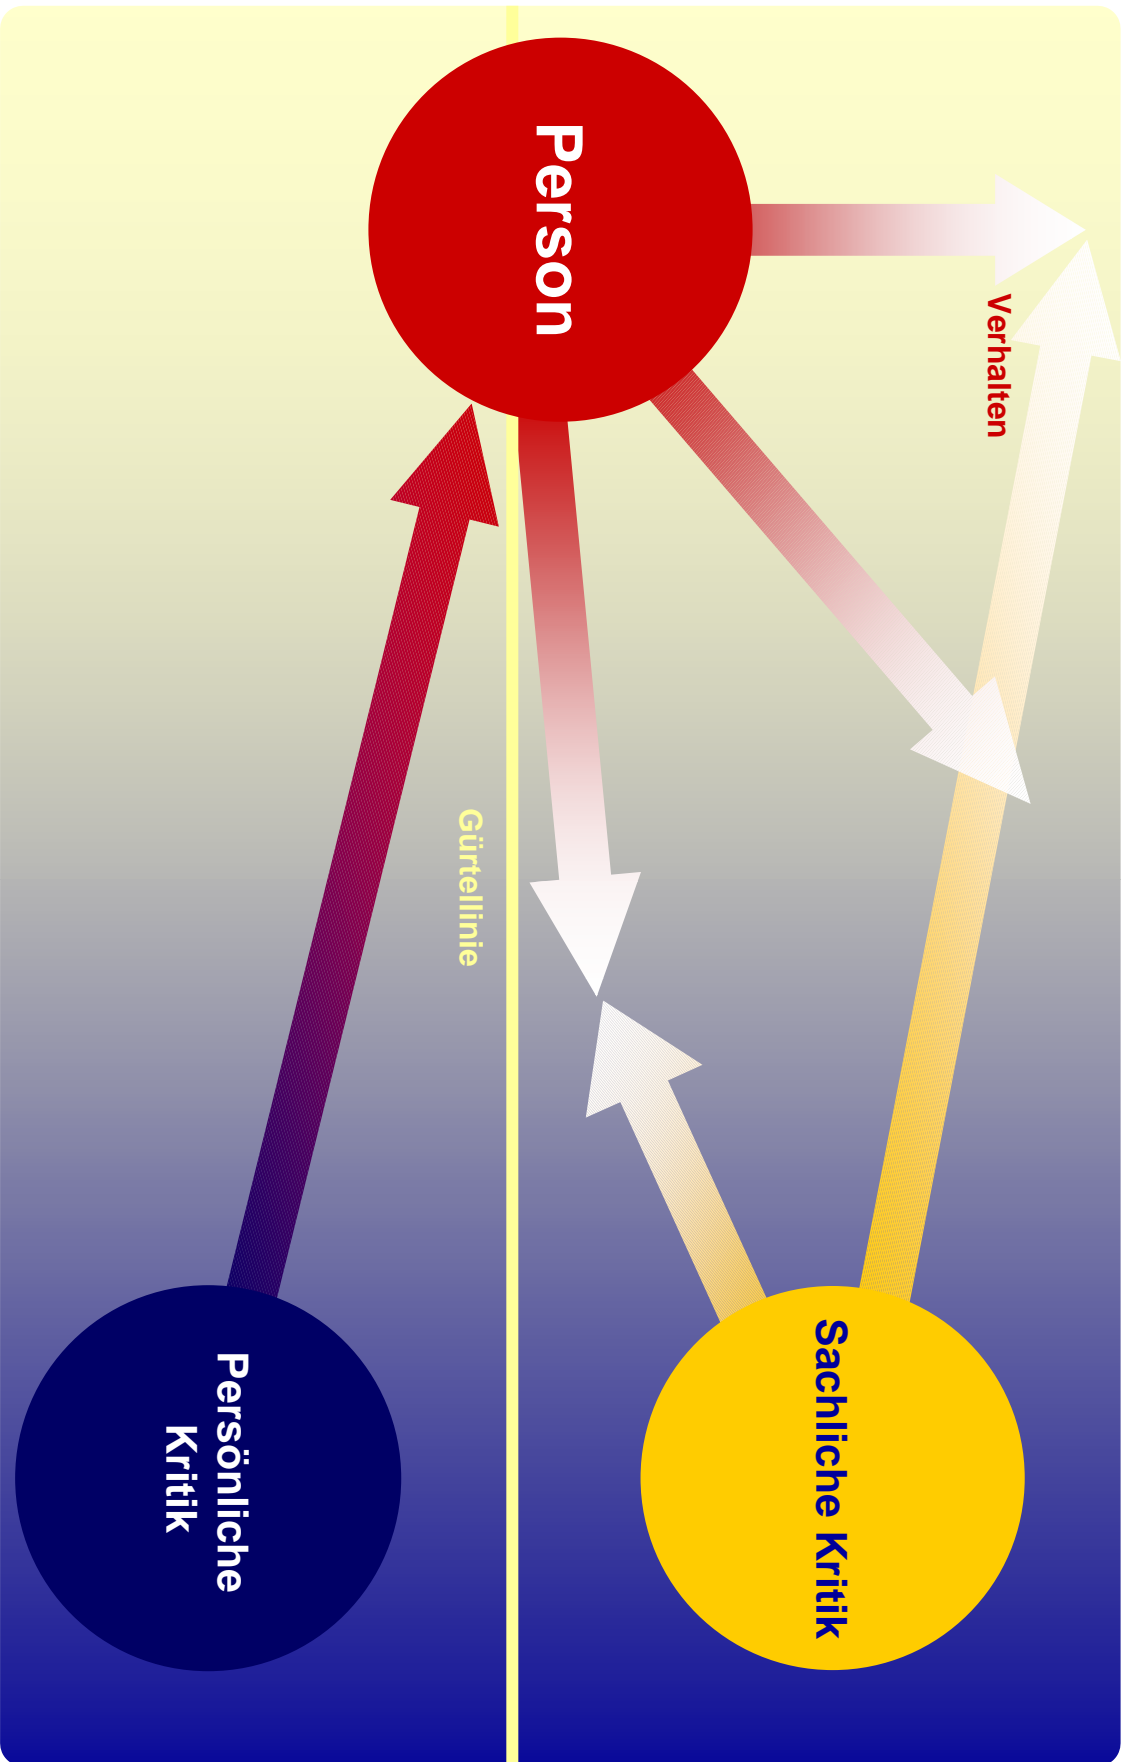 Person
Verhalten
Gürtellinie
Sachliche Kritik
Persönliche
Kritik